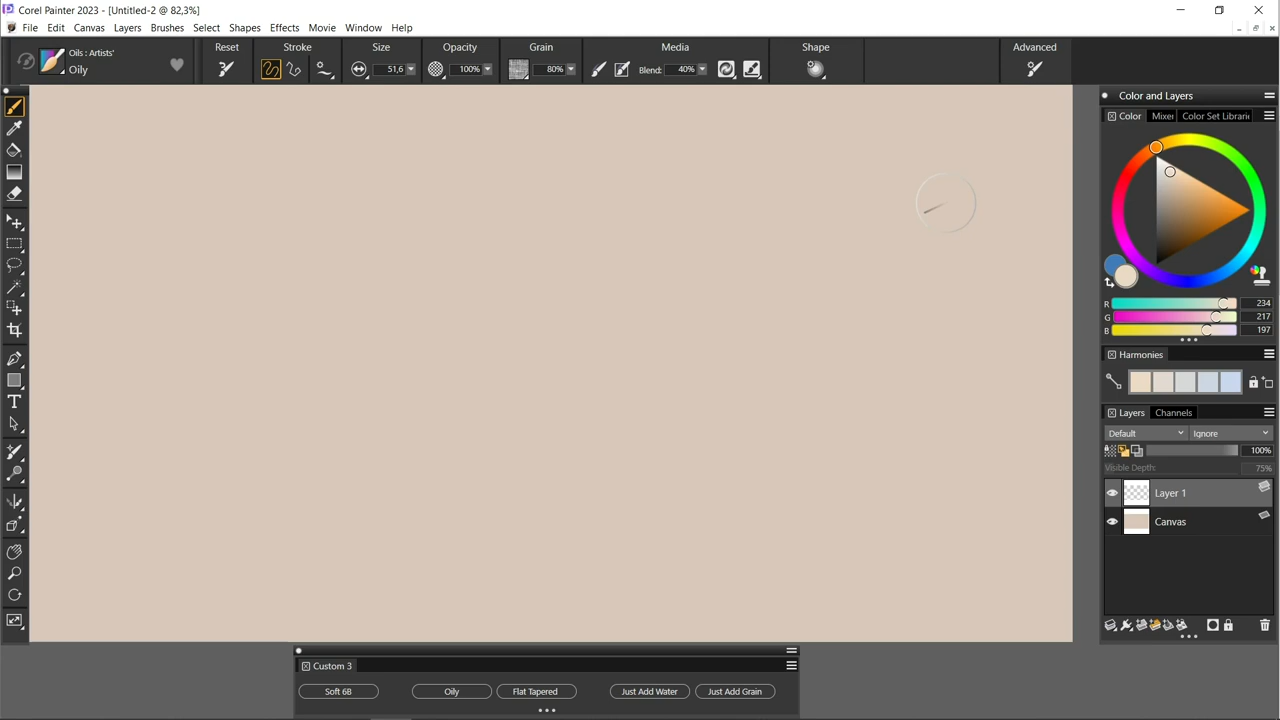 Corel Painter 2023 - [Untitled-2 @ 82,3%]
File Edit Canvas Layers Brushes Select Shapes Effects Movie Window Help
Oils : Artists'
Oily
Reset Stroke Size Opacity Grain Media Shape Advanced
51,6 100% 80% Blend: 40%
Color and Layers
Color Mixer Color Set Librarie
R 234
G 217
B 197
Harmonies
Layers Channels
Default Ignore
100%
Visible Depth: 75%
Layer 1
Canvas
Custom 3
Soft 6B Oily Flat Tapered Just Add Water Just Add Grain
T